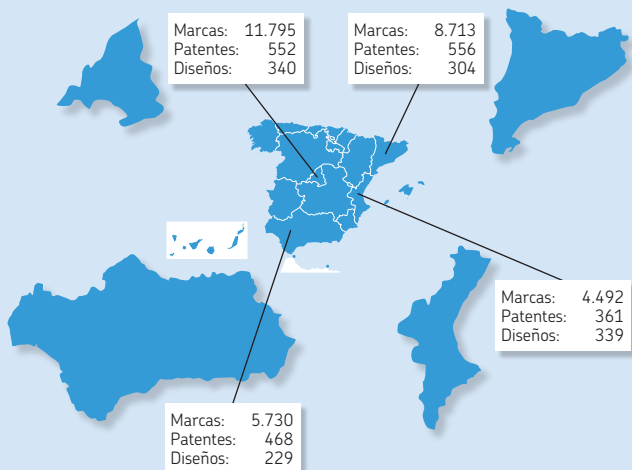 Marcas: 11.795
Patentes: 552
Diseños: 340
Marcas: 8.713
Patentes: 556
Diseños: 304
Marcas: 4.492
Patentes: 361
Diseños: 339
Marcas: 5.730
Patentes: 468
Diseños: 229